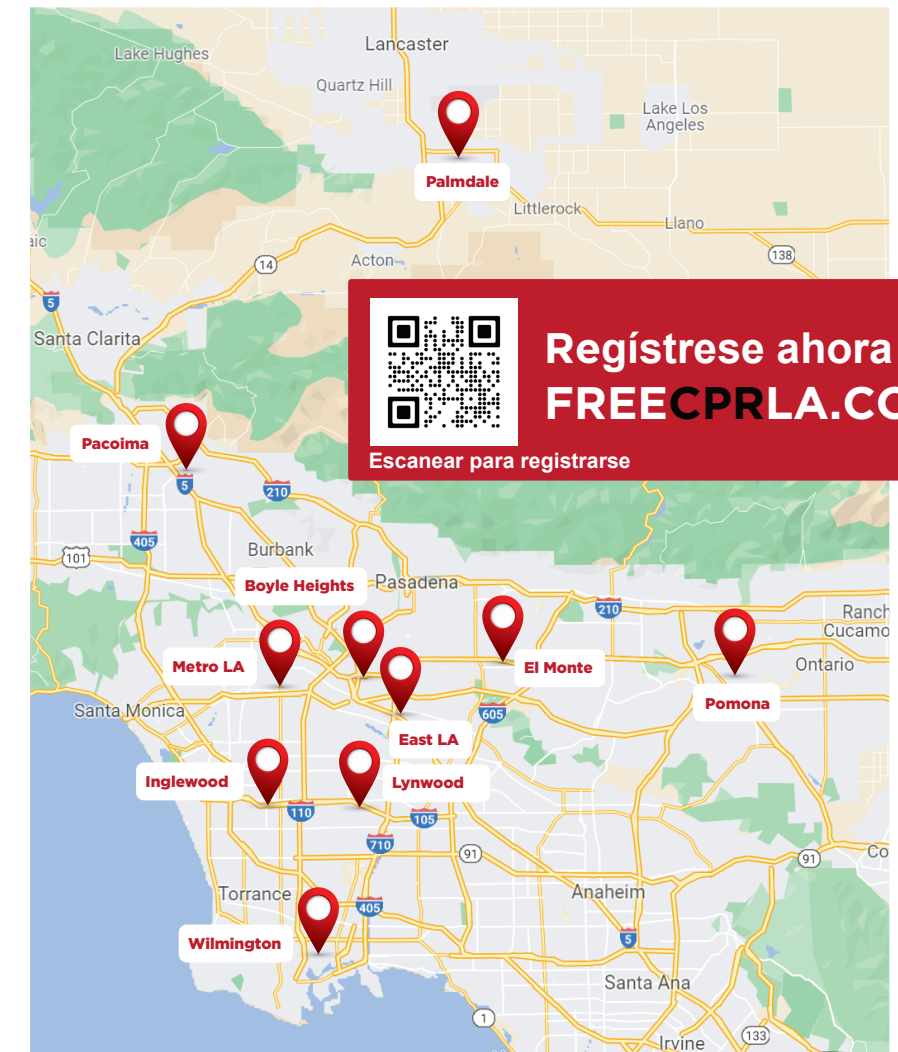 Lancaster
Lake Hughes
Quartz Hill
Lake Los
Angeles
Palmdale
Littlerock
Llano
aic
14
Acton
138
5
Santa Clarita
Regístrese ahora
FREECPRLA.CO
Escanear para registrarse
Pacoima
5
210
405
101
Burbank
Boyle Heights
Pasadena
210
Ranch
Cucamo
Metro LA
El Monte
Ontario
Santa Monica
605
Pomona
East LA
Inglewood
Lynwood
110
105
710
91
91
Co
Torrance
405
Anaheim
Wilmington
5
Santa Ana
1
133
Irvine